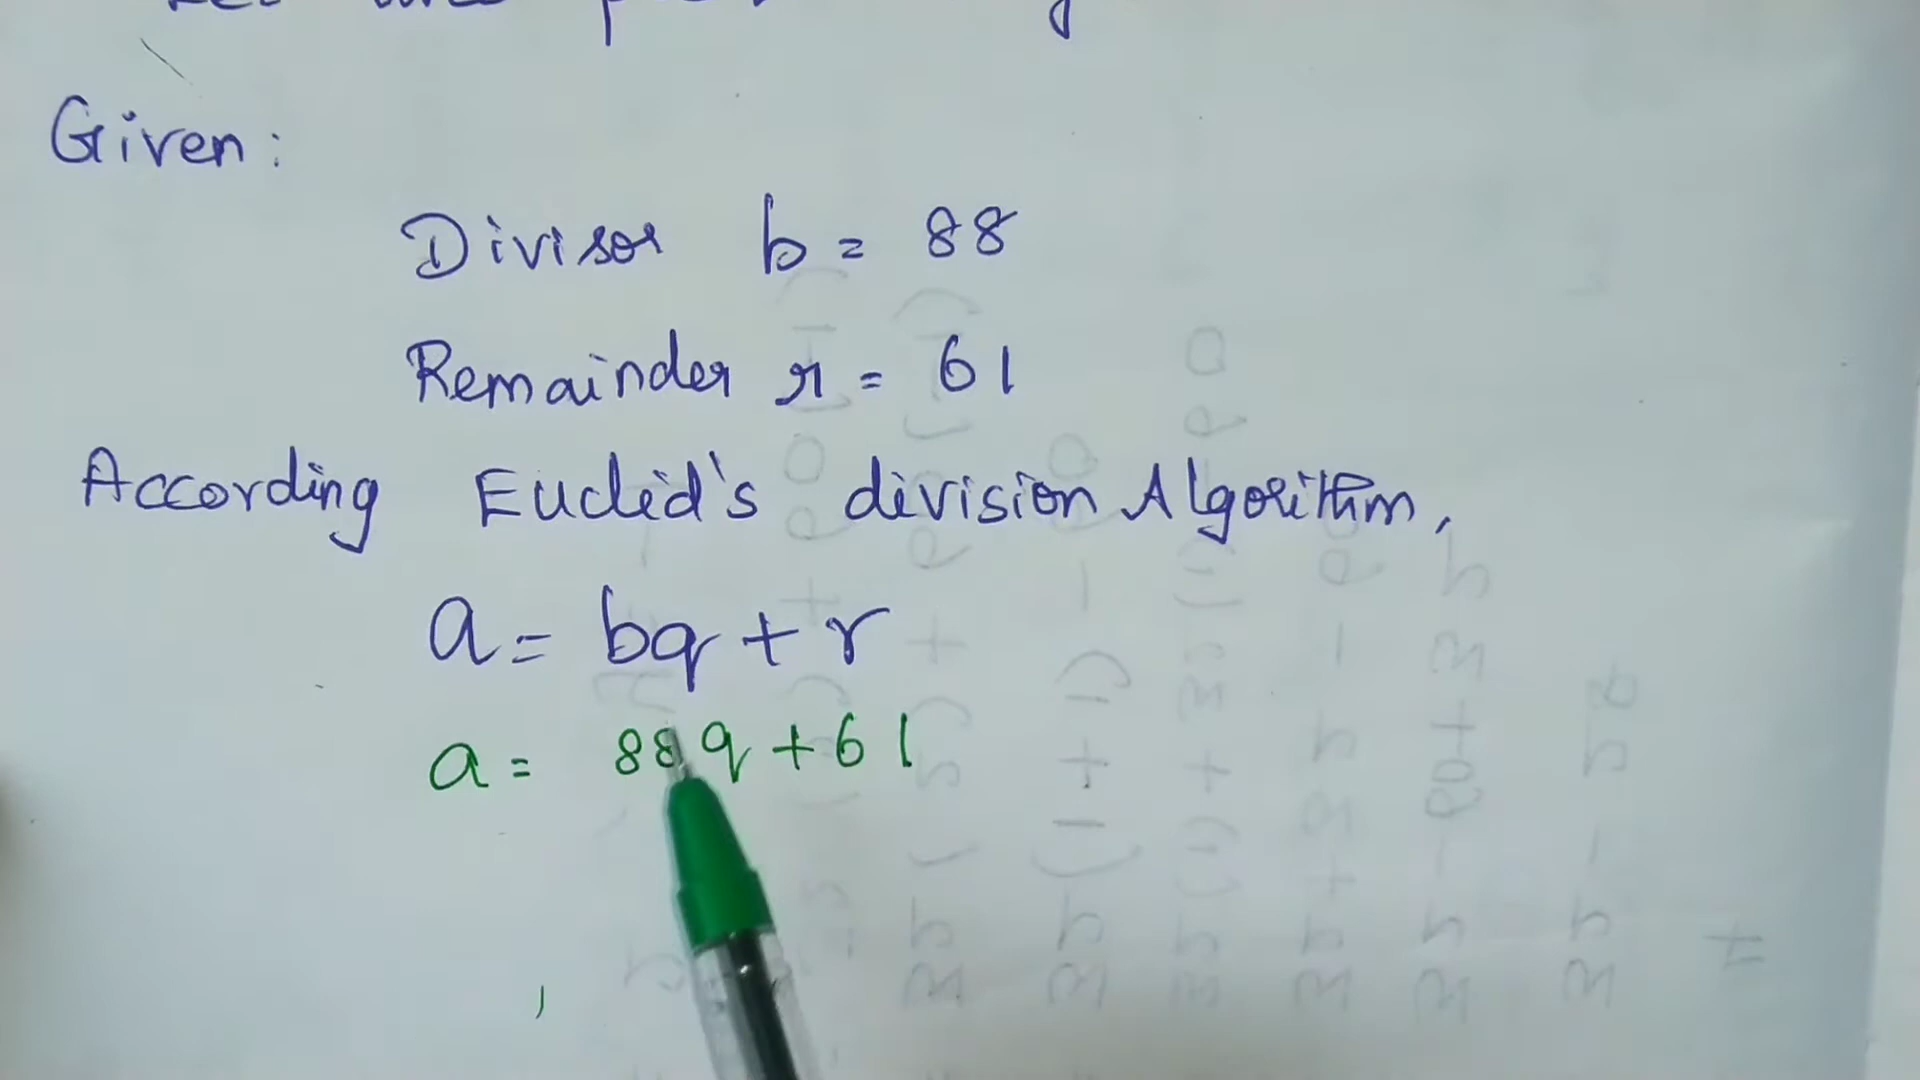 Given:
Divisor b = 88
Remainder r = 61
According Euclid's division Algorithm,
a = bq + r
a = 88q + 61